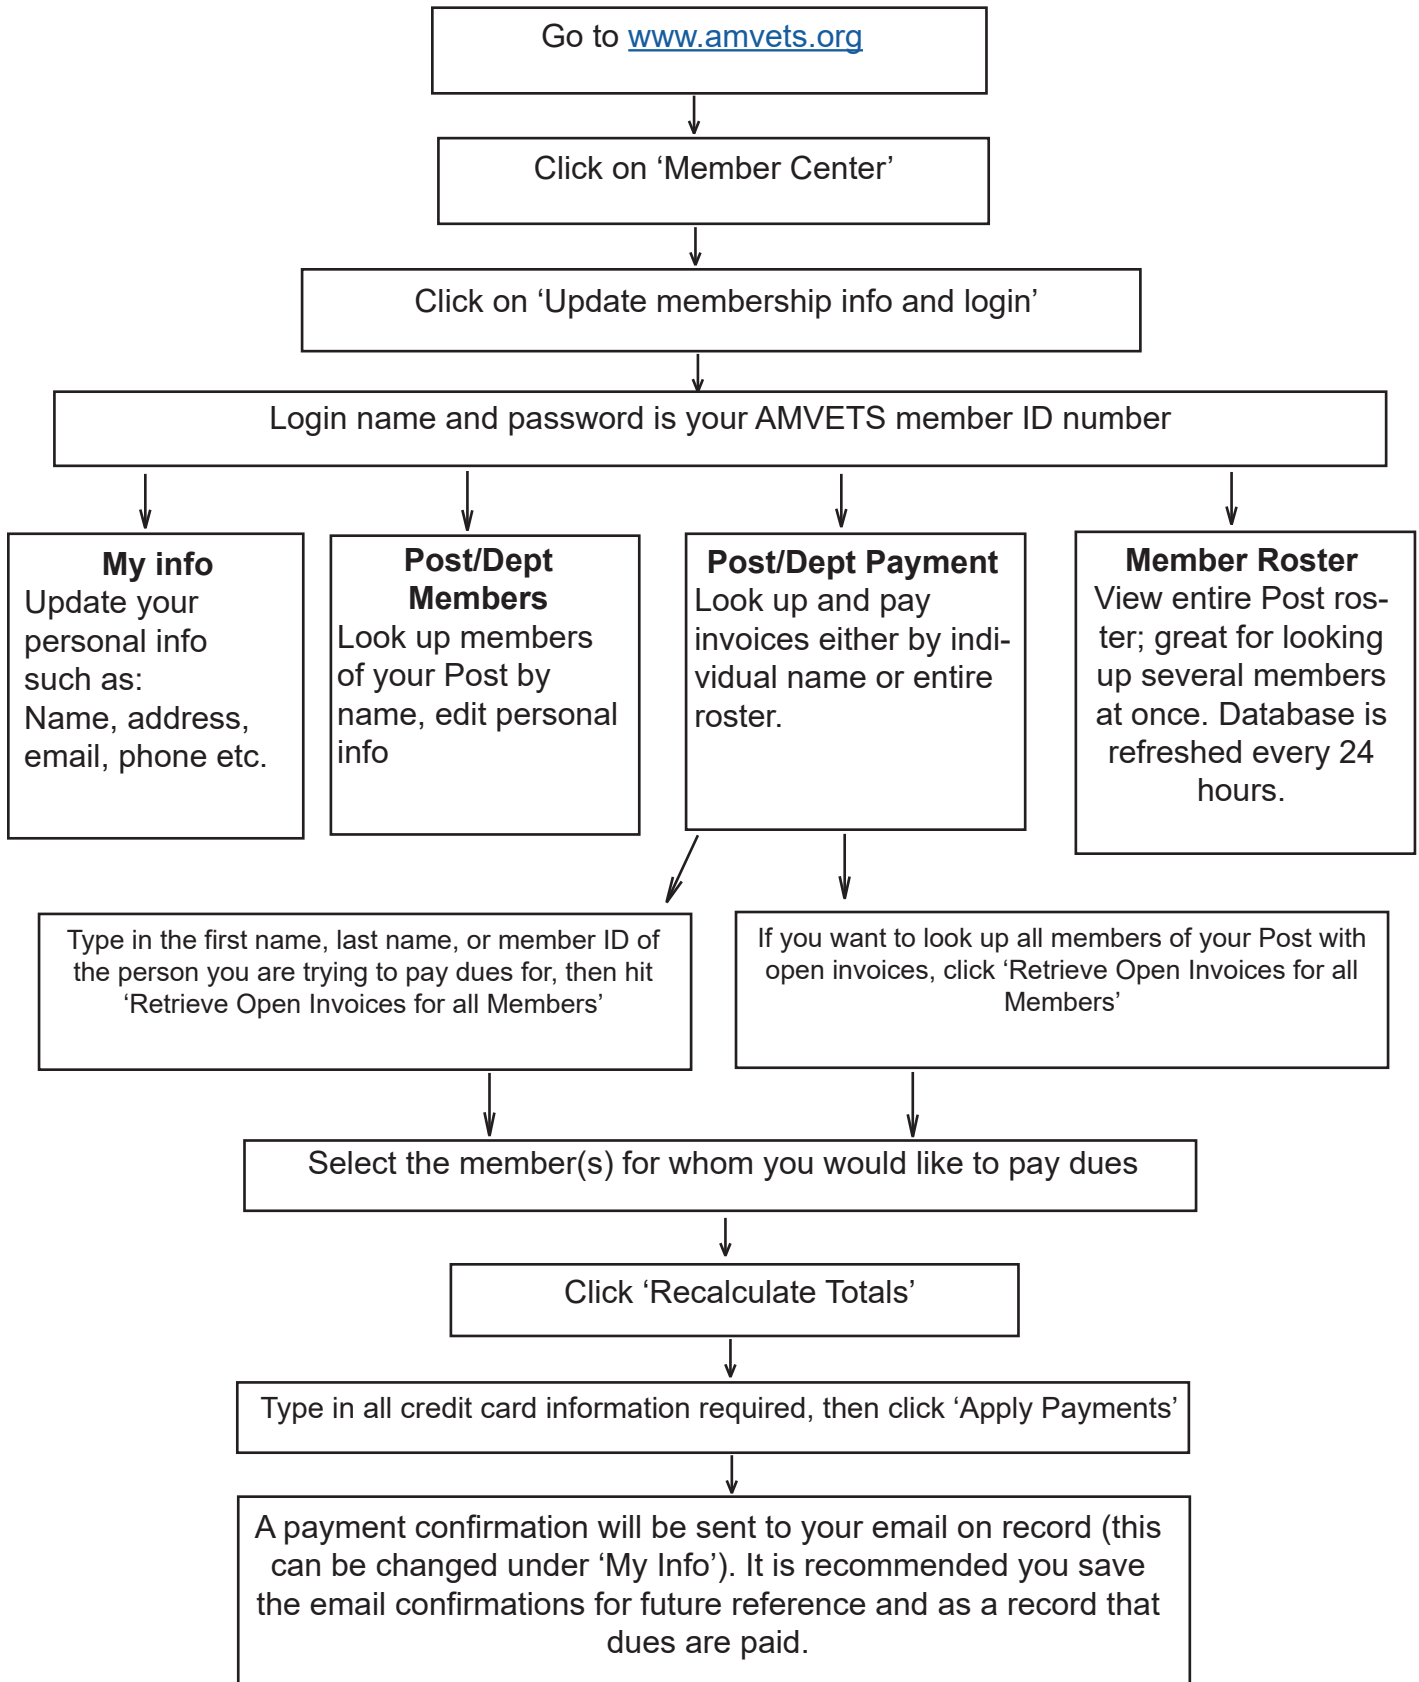 Go to www.amvets.org
Click on ‘Member Center’
Click on ‘Update membership info and login’
Login name and password is your AMVETS member ID number
My info
Update your
personal info
such as:
Name, address,
email, phone etc.
Post/Dept
Members
Look up members
of your Post by
name, edit personal
info
Post/Dept Payment
Look up and pay
invoices either by indi-
vidual name or entire
roster.
Member Roster
View entire Post ros-
ter; great for looking
up several members
at once. Database is
refreshed every 24
hours.
Type in the first name, last name, or member ID of
the person you are trying to pay dues for, then hit
‘Retrieve Open Invoices for all Members’
If you want to look up all members of your Post with
open invoices, click ‘Retrieve Open Invoices for all
Members’
Select the member(s) for whom you would like to pay dues
Click ‘Recalculate Totals’
Type in all credit card information required, then click ‘Apply Payments’
A payment confirmation will be sent to your email on record (this
can be changed under ‘My Info’). It is recommended you save
the email confirmations for future reference and as a record that
dues are paid.